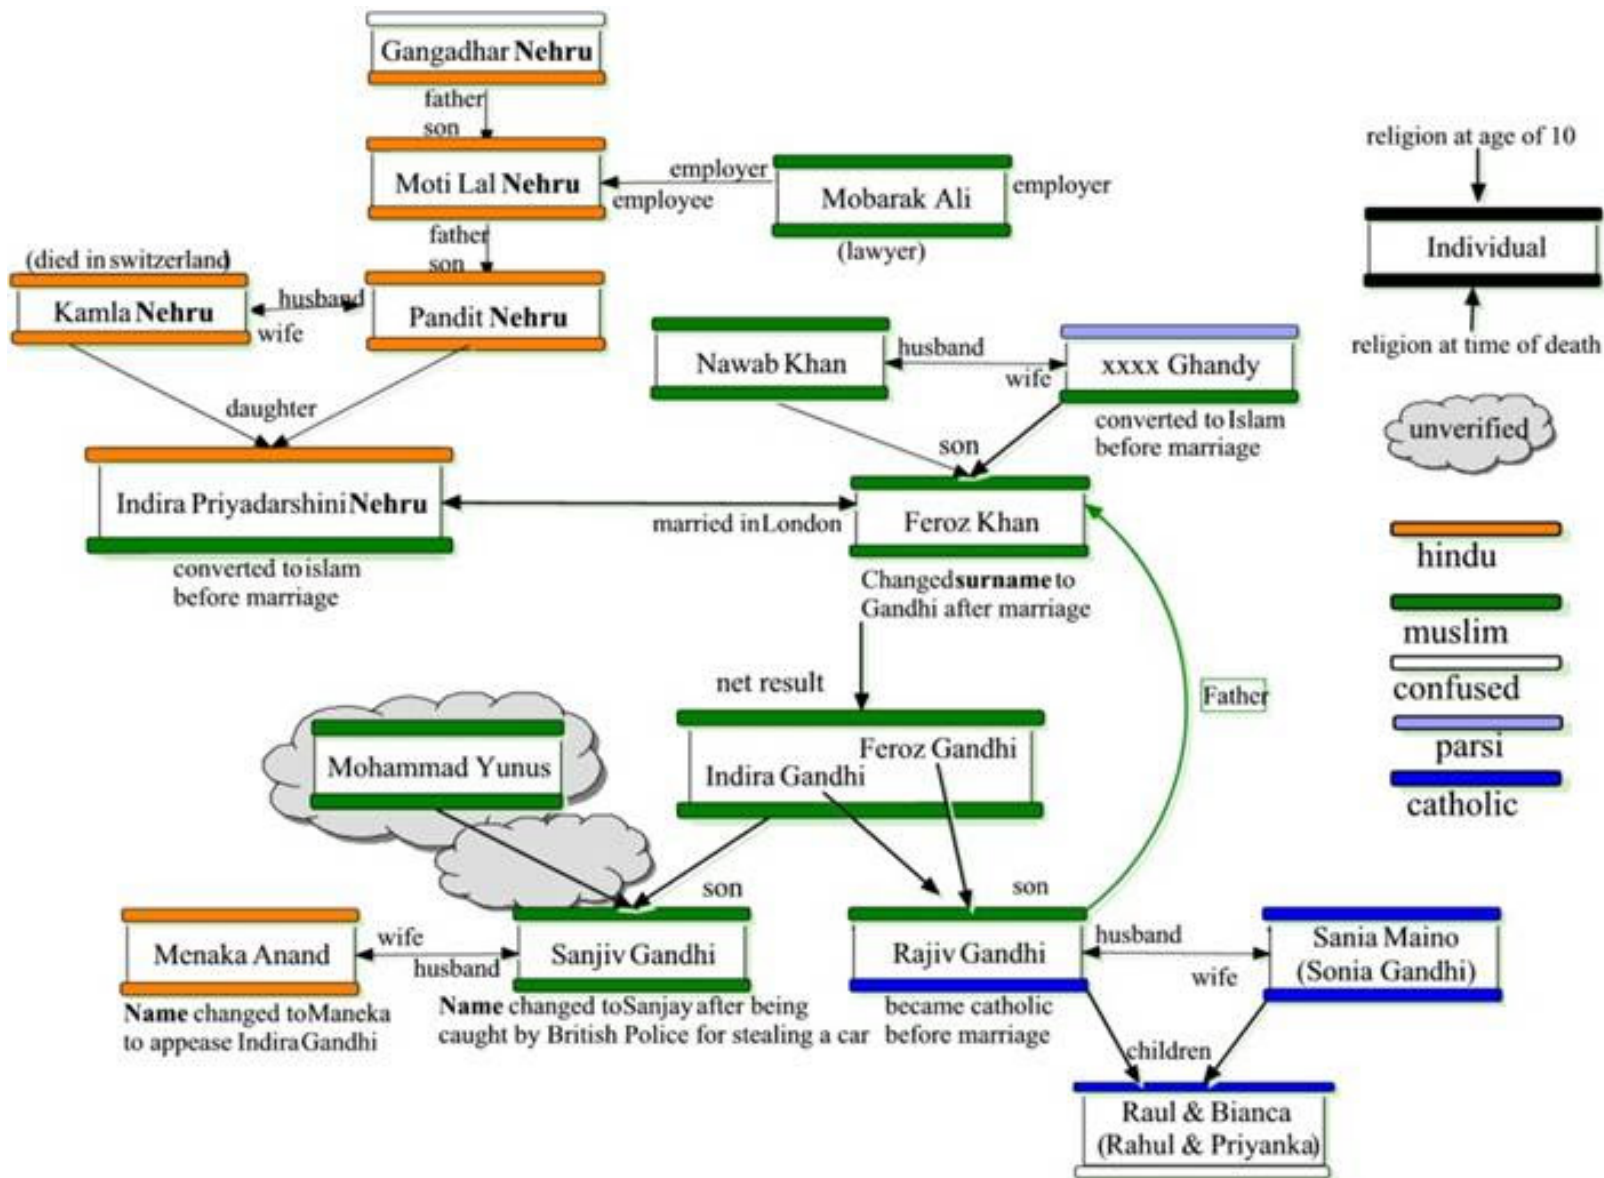 Gangadhar Nehru
father
son
Moti Lal Nehru
employer
employee
Mobarak Ali
employer
(lawyer)
religion at age of 10
Individual
religion at time of death
father
son
(died in switzerland)
Kamla Nehru
husband
wife
Pandit Nehru
Nawab Khan
husband
wife
xxxx Ghandy
converted to Islam
before marriage
unverified
daughter
son
Indira Priyadarshini Nehru
married in London
Feroz Khan
converted to islam
before marriage
Changed surname to
Gandhi after marriage
hindu
muslim
confused
parsi
catholic
net result
Father
Mohammad Yunus
Feroz Gandhi
Indira Gandhi
son
son
Menaka Anand
wife
husband
Sanjiv Gandhi
Rajiv Gandhi
husband
wife
Sania Maino
(Sonia Gandhi)
Name changed to Maneka
to appease Indira Gandhi
Name changed to Sanjay after being
caught by British Police for stealing a car
became catholic
before marriage
children
Raul & Bianca
(Rahul & Priyanka)